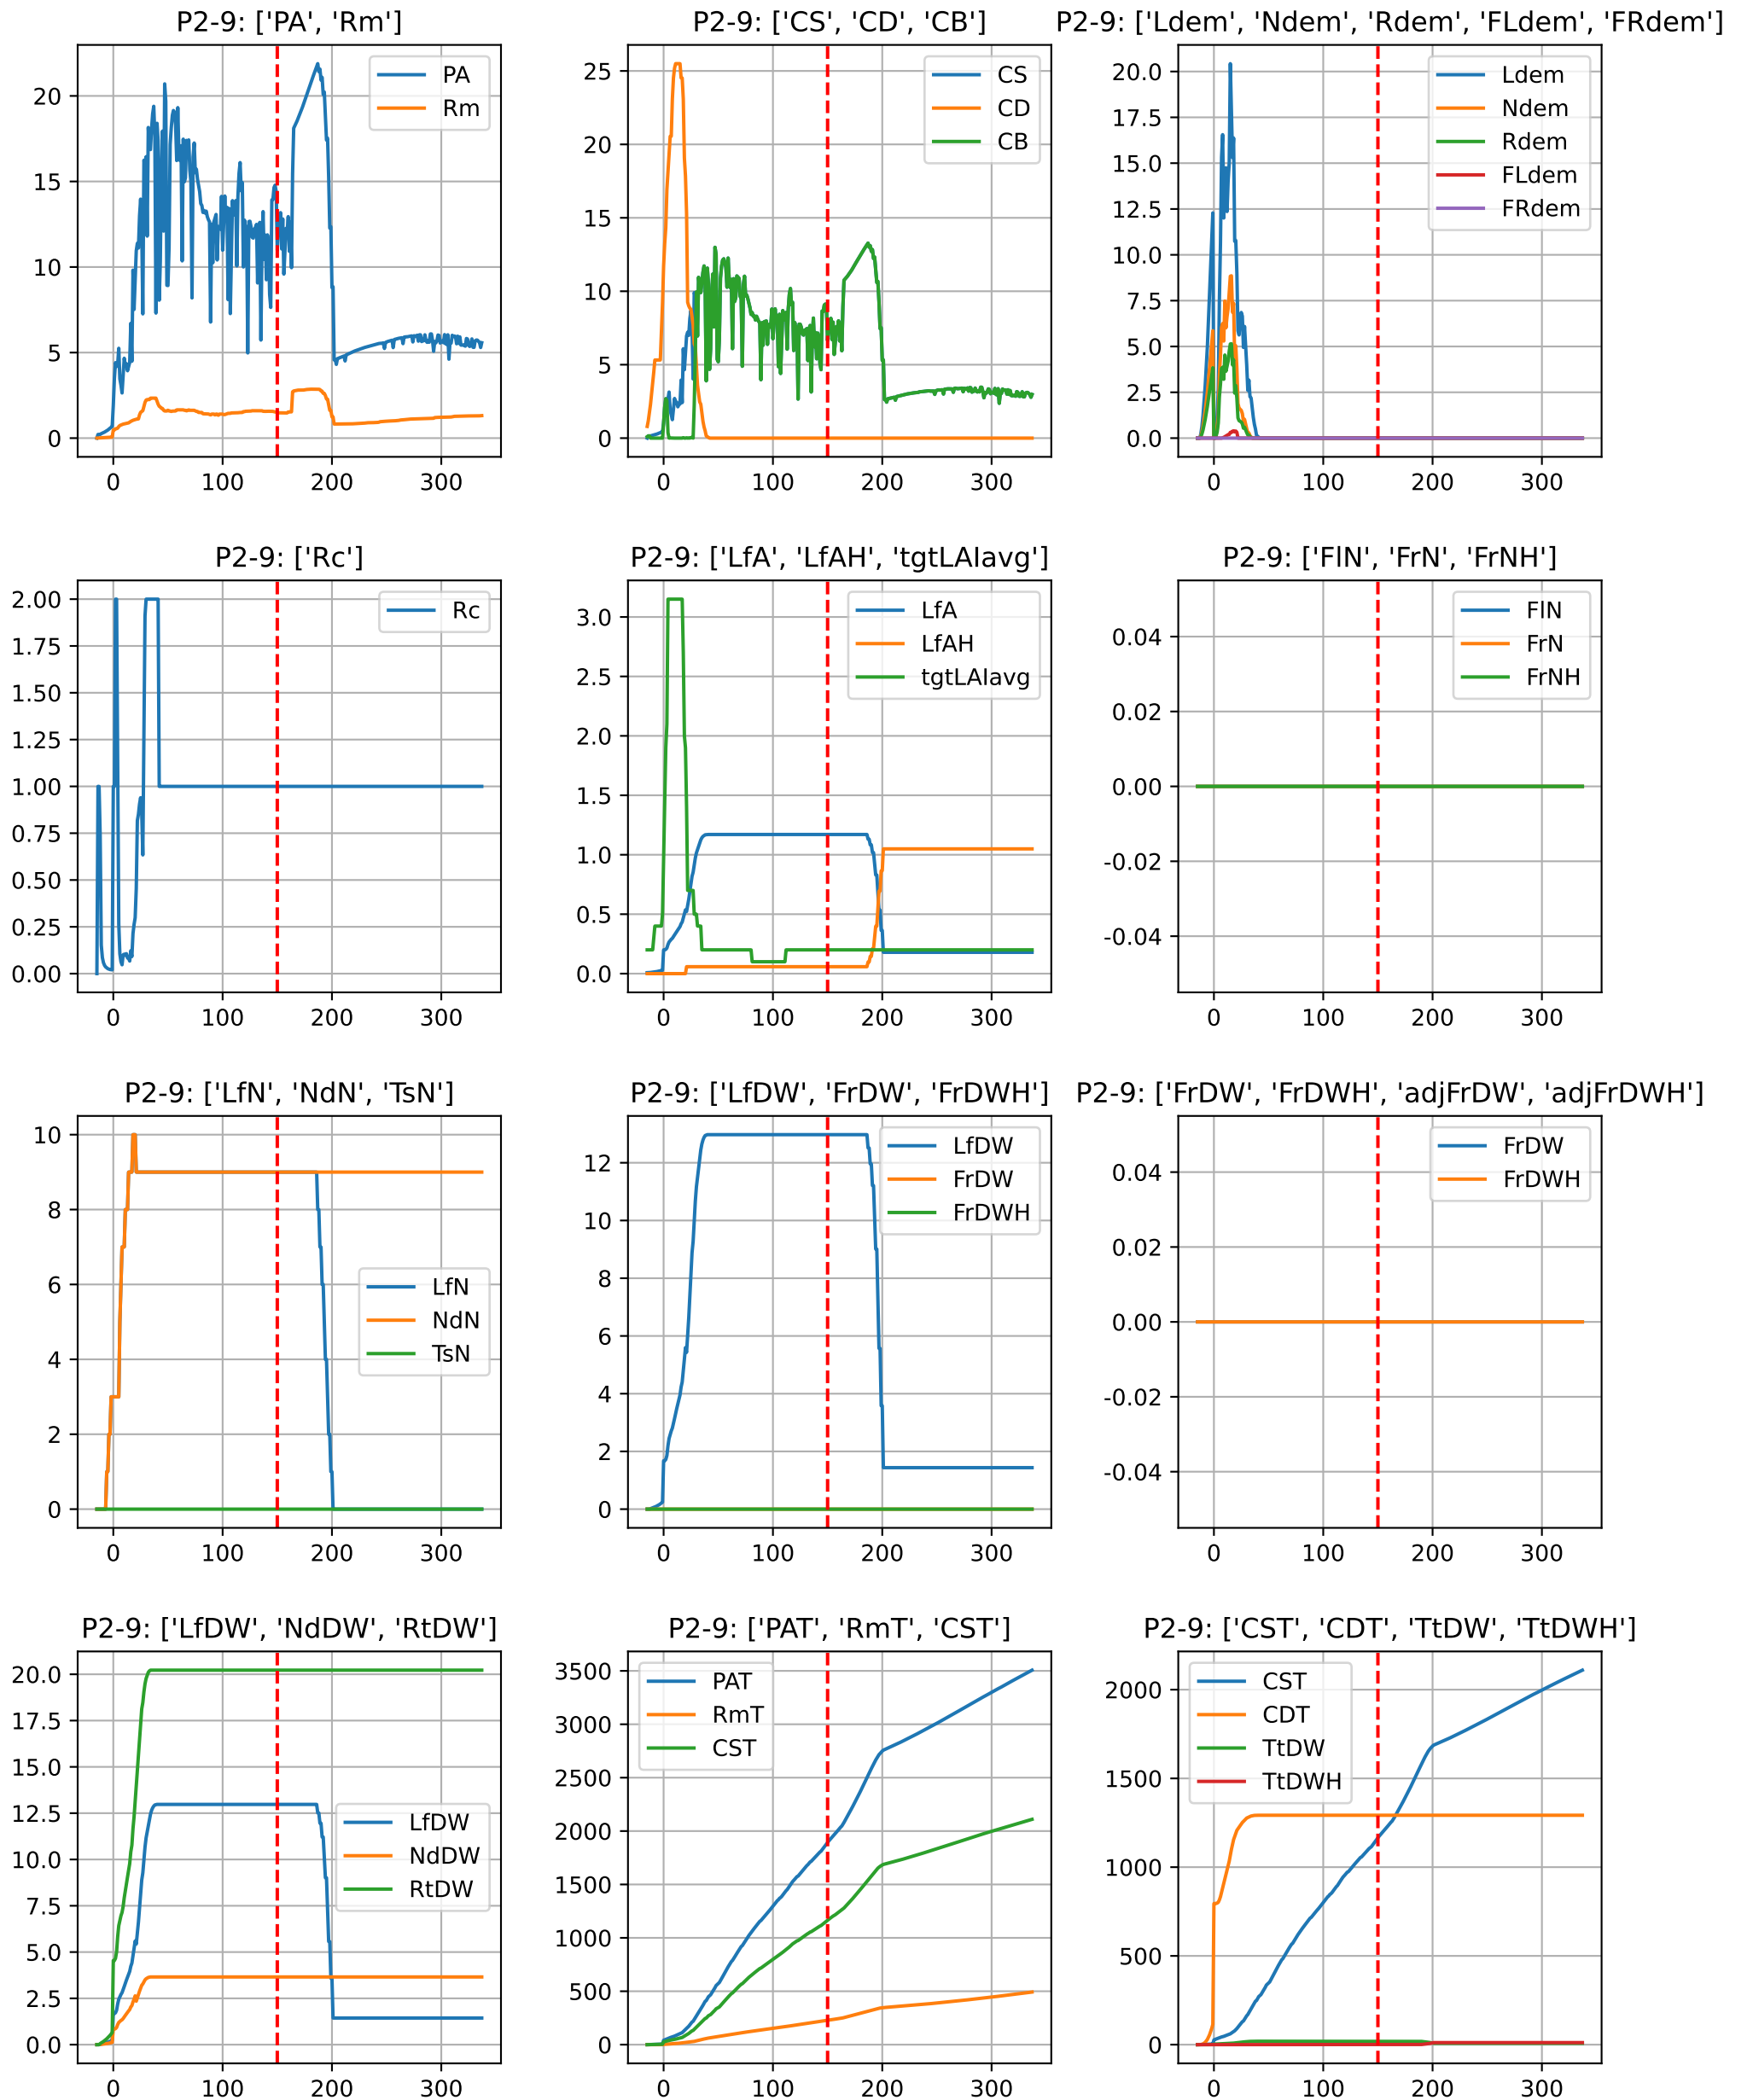 P2-9: ['PA', 'Rm']
20
15
10
5
0
0 100 200 300
PA
Rm
P2-9: ['CS', 'CD', 'CB']
25
20
15
10
5
0
0 100 200 300
CS
CD
CB
P2-9: ['Ldem', 'Ndem', 'Rdem', 'FLdem', 'FRdem']
20.0
17.5
15.0
12.5
10.0
7.5
5.0
2.5
0.0
0 100 200 300
Ldem
Ndem
Rdem
FLdem
FRdem
P2-9: ['Rc']
2.00
1.75
1.50
1.25
1.00
0.75
0.50
0.25
0.00
0 100 200 300
Rc
P2-9: ['LfA', 'LfAH', 'tgtLAIavg']
3.0
2.5
2.0
1.5
1.0
0.5
0.0
0 100 200 300
LfA
LfAH
tgtLAIavg
P2-9: ['FlN', 'FrN', 'FrNH']
0.04
0.02
0.00
-0.02
-0.04
0 100 200 300
FlN
FrN
FrNH
P2-9: ['LfN', 'NdN', 'TsN']
10
8
6
4
2
0
0 100 200 300
LfN
NdN
TsN
P2-9: ['LfDW', 'FrDW', 'FrDWH']
12
10
8
6
4
2
0
0 100 200 300
LfDW
FrDW
FrDWH
P2-9: ['FrDW', 'FrDWH', 'adjFrDW', 'adjFrDWH']
0.04
0.02
0.00
-0.02
-0.04
0 100 200 300
FrDW
FrDWH
P2-9: ['LfDW', 'NdDW', 'RtDW']
20.0
17.5
15.0
12.5
10.0
7.5
5.0
2.5
0.0
0 100 200 300
LfDW
NdDW
RtDW
P2-9: ['PAT', 'RmT', 'CST']
3500
3000
2500
2000
1500
1000
500
0
0 100 200 300
PAT
RmT
CST
P2-9: ['CST', 'CDT', 'TtDW', 'TtDWH']
2000
1500
1000
500
0
0 100 200 300
CST
CDT
TtDW
TtDWH